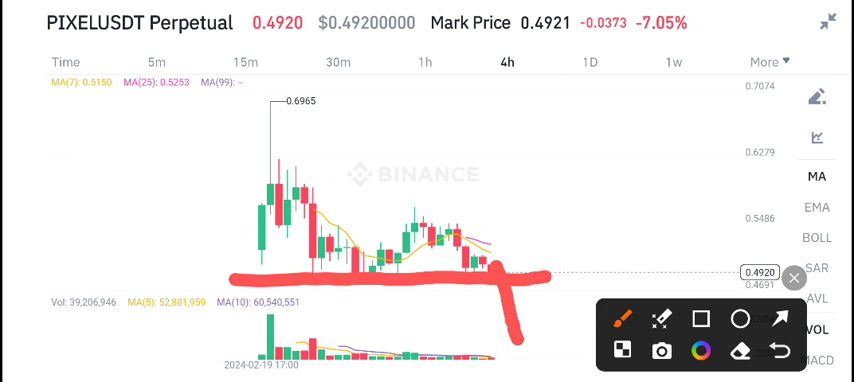 PIXELUSDT Perpetual 0.4920 $0.49200000 Mark Price 0.4921 -0.0373 -7.05%
Time 5m 15m 30m 1h 4h 1D 1w More
MA(7): 0.5150 MA(25): 0.5253 MA(99): --
0.7074
0.6965
0.6279
BINANCE
MA
EMA
0.5486
BOLL
SAR
0.4920
0.4691
AVL
Vol: 39,206,946 MA(5): 52,881,959 MA(10): 60,540,551
VOL
MACD
2024-02-19 17:00